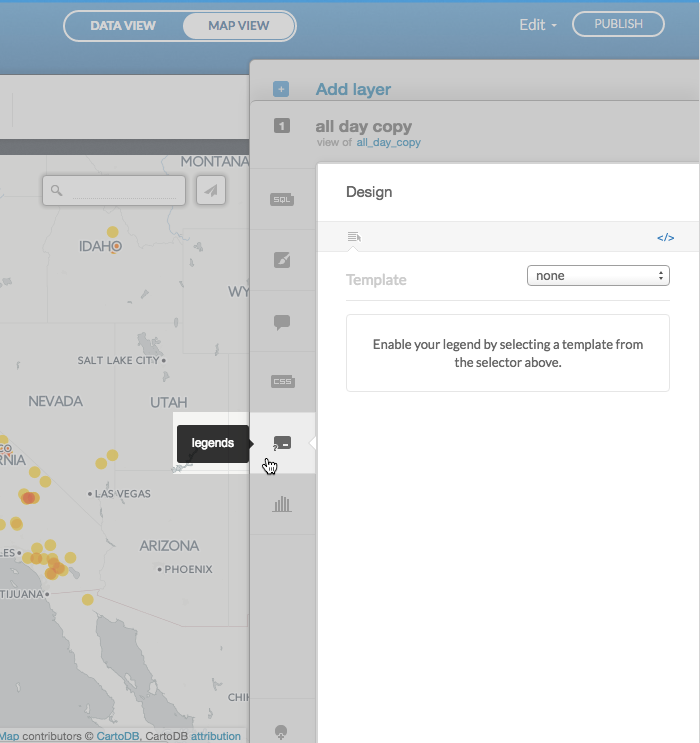 DATA VIEW
MAP VIEW
Edit
PUBLISH
+
Add layer
1
all day copy
view of all_day_copy
MONTANA
IDAHO
WY
SALT LAKE CITY
NEVADA
UTAH
RNIA
LAS VEGAS
ARIZONA
PHOENIX
LES
TIJUANA
CHIH
SQL
CSS
legends
?
Design
</>
Template
none
Enable your legend by selecting a template from
the selector above.
Map contributors © CartoDB, CartoDB attribution